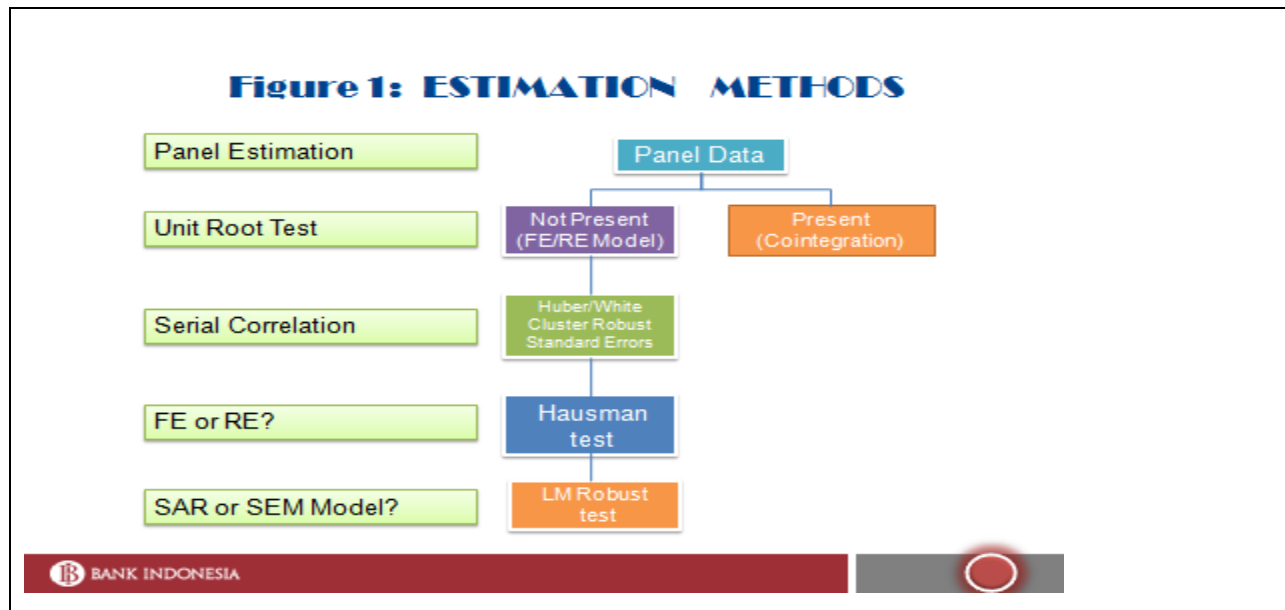 Figure 1: ESTIMATION METHODS
Panel Estimation
Panel Data
Unit Root Test
Not Present
(FE/RE Model)
Present
(Cointegration)
Serial Correlation
Huber/White
Cluster Robust
Standard Errors
FE or RE?
Hausman
test
SAR or SEM Model?
LM Robust
test
BANK INDONESIA